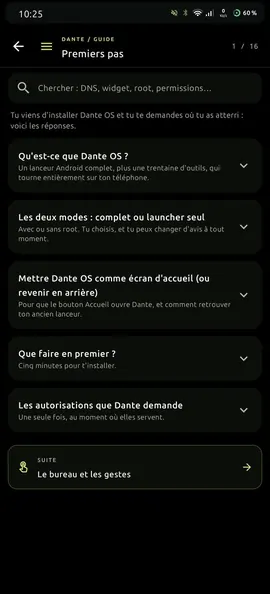 10:25
0
K/s
60 %
DANTE / GUIDE
Premiers pas
1 / 16
Chercher : DNS, widget, root, permissions…
Tu viens d'installer Dante OS et tu te demandes où tu as atterri :
voici les réponses.
Qu'est-ce que Dante OS ?
Un lanceur Android complet, plus une trentaine d'outils, qui
tourne entièrement sur ton téléphone.
Les deux modes : complet ou launcher seul
Avec ou sans root. Tu choisis, et tu peux changer d'avis à tout
moment.
Mettre Dante OS comme écran d'accueil (ou
revenir en arrière)
Pour que le bouton Accueil ouvre Dante, et comment retrouver
ton ancien lanceur.
Que faire en premier ?
Cinq minutes pour t'installer.
Les autorisations que Dante demande
Une seule fois, au moment où elles servent.
SUITE
Le bureau et les gestes